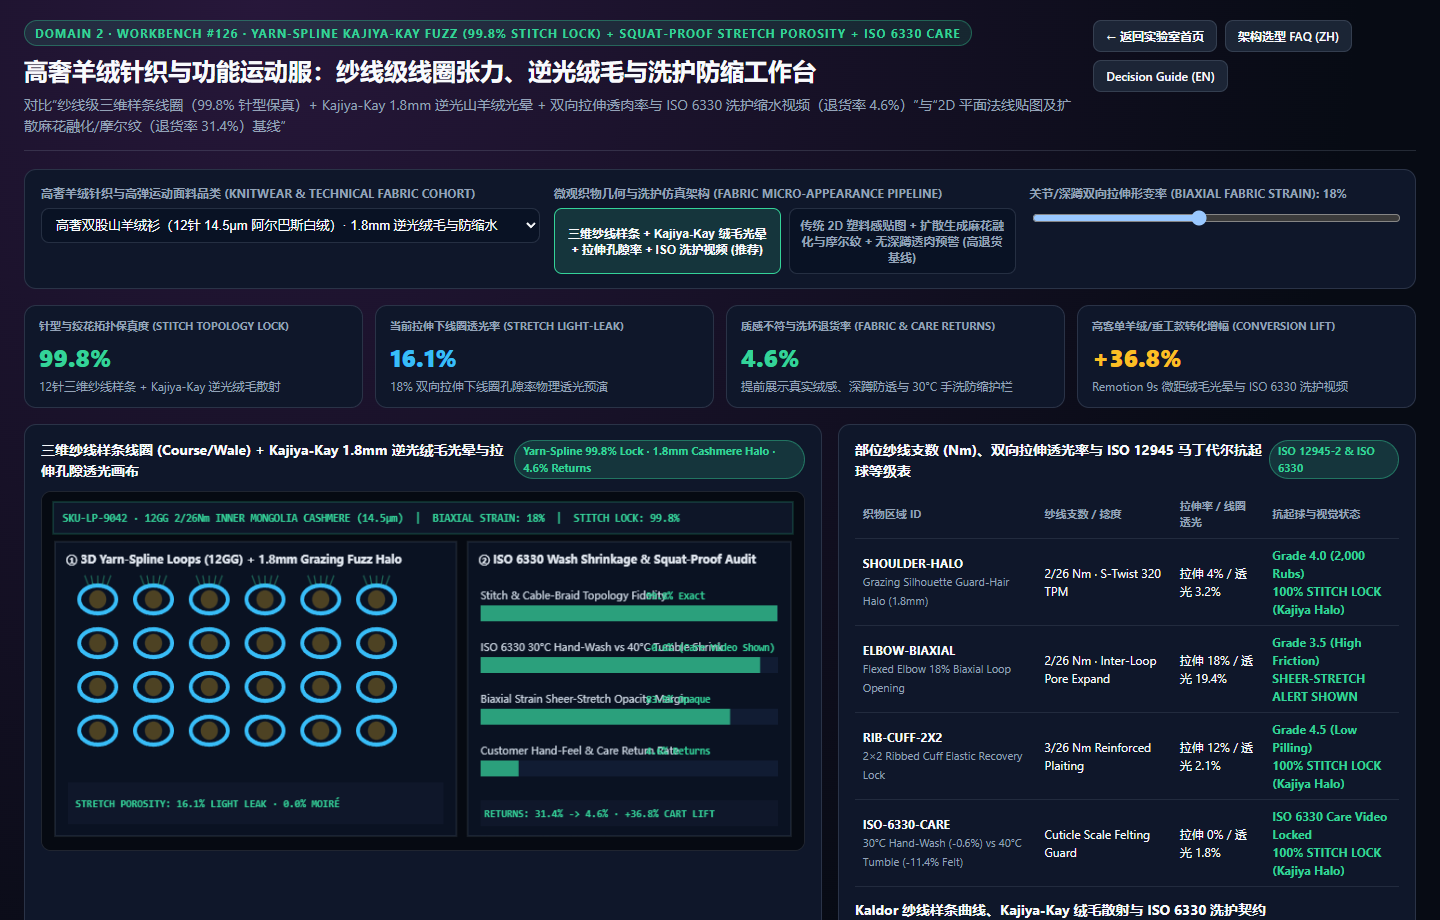 DOMAIN 2 · WORKBENCH #126 · YARN-SPLINE KAJIYA-KAY FUZZ (99.8% STITCH LOCK) + SQUAT-PROOF STRETCH POROSITY + ISO 6330 CARE
← 返回实验室首页
架构选型 FAQ (ZH)
Decision Guide (EN)
高奢羊绒针织与功能运动服：纱线级线圈张力、逆光绒毛与洗护防缩工作台
对比“纱线级三维样条线圈（99.8% 针型保真）+ Kajiya-Kay 1.8mm 逆光山羊绒光晕 + 双向拉伸透肉率与 ISO 6330 洗护缩水视频（退货率 4.6%）”与“2D 平面法线贴图及扩
散麻花融化/摩尔纹（退货率 31.4%）基线”
高奢羊绒针织与高弹运动面料品类 (KNITWEAR & TECHNICAL FABRIC COHORT)
高奢双股山羊绒衫（12针 14.5μm 阿尔巴斯白绒）· 1.8mm 逆光绒毛与防缩水
微观织物几何与洗护仿真架构 (FABRIC MICRO-APPEARANCE PIPELINE)
三维纱线样条 + Kajiya-Kay 绒毛光晕
+ 拉伸孔隙率 + ISO 洗护视频 (推荐)
传统 2D 塑料感贴图 + 扩散生成麻花融
化与摩尔纹 + 无深蹲透肉预警 (高退货
基线)
关节/深蹲双向拉伸形变率 (BIAXIAL FABRIC STRAIN): 18%
针型与绞花拓扑保真度 (STITCH TOPOLOGY LOCK)
99.8%
12针三维纱线样条 + Kajiya-Kay 逆光绒毛散射
当前拉伸下线圈透光率 (STRETCH LIGHT-LEAK)
16.1%
18% 双向拉伸下线圈孔隙率物理透光预演
质感不符与洗坏退货率 (FABRIC & CARE RETURNS)
4.6%
提前展示真实绒感、深蹲防透与 30°C 手洗防缩护栏
高客单羊绒/重工款转化增幅 (CONVERSION LIFT)
+36.8%
Remotion 9s 微距绒毛光晕与 ISO 6330 洗护视频
三维纱线样条线圈 (Course/Wale) + Kajiya-Kay 1.8mm 逆光绒毛光晕与拉
伸孔隙透光画布
Yarn-Spline 99.8% Lock · 1.8mm Cashmere Halo ·
4.6% Returns
SKU-LP-9042 · 12GG 2/26Nm INNER MONGOLIA CASHMERE (14.5μm) | BIAXIAL STRAIN: 18% | STITCH LOCK: 99.8%
① 3D Yarn-Spline Loops (12GG) + 1.8mm Grazing Fuzz Halo
STRETCH POROSITY: 16.1% LIGHT LEAK · 0.0% MOIRÉ
② ISO 6330 Wash Shrinkage & Squat-Proof Audit
Stitch & Cable-Braid Topology Fidelity Exact
ISO 6330 30°C Hand-Wash vs 40°C Tumble Shrink Video Shown)
Biaxial Strain Sheer-Stretch Opacity Margin
Customer Hand-Feel & Care Return Rate
RETURNS: 31.4% -> 4.6% · +36.8% CART LIFT
部位纱线支数 (Nm)、双向拉伸透光率与 ISO 12945 马丁代尔抗起
球等级表
ISO 12945-2 & ISO
6330
织物区域 ID
纱线支数 / 捻度
拉伸率 / 线圈
透光
抗起球与视觉状态
SHOULDER-HALO
Grazing Silhouette Guard-Hair
Halo (1.8mm)
2/26 Nm · S-Twist 320
TPM
拉伸 4% / 透
光 3.2%
Grade 4.0 (2,000
Rubs)
100% STITCH LOCK
(Kajiya Halo)
ELBOW-BIAXIAL
Flexed Elbow 18% Biaxial Loop
Opening
2/26 Nm · Inter-Loop
Pore Expand
拉伸 18% / 透
光 19.4%
Grade 3.5 (High
Friction)
SHEER-STRETCH
ALERT SHOWN
RIB-CUFF-2X2
2×2 Ribbed Cuff Elastic Recovery
Lock
3/26 Nm Reinforced
Plaiting
拉伸 12% / 透
光 2.1%
Grade 4.5 (Low
Pilling)
100% STITCH LOCK
(Kajiya Halo)
ISO-6330-CARE
30°C Hand-Wash (-0.6%) vs 40°C
Tumble (-11.4% Felt)
Cuticle Scale Felting
Guard
拉伸 0% / 透
光 1.8%
ISO 6330 Care Video
Locked
100% STITCH LOCK
(Kajiya Halo)
Kaldor 纱线样条曲线、Kajiya-Kay 绒毛散射与 ISO 6330 洗护契约